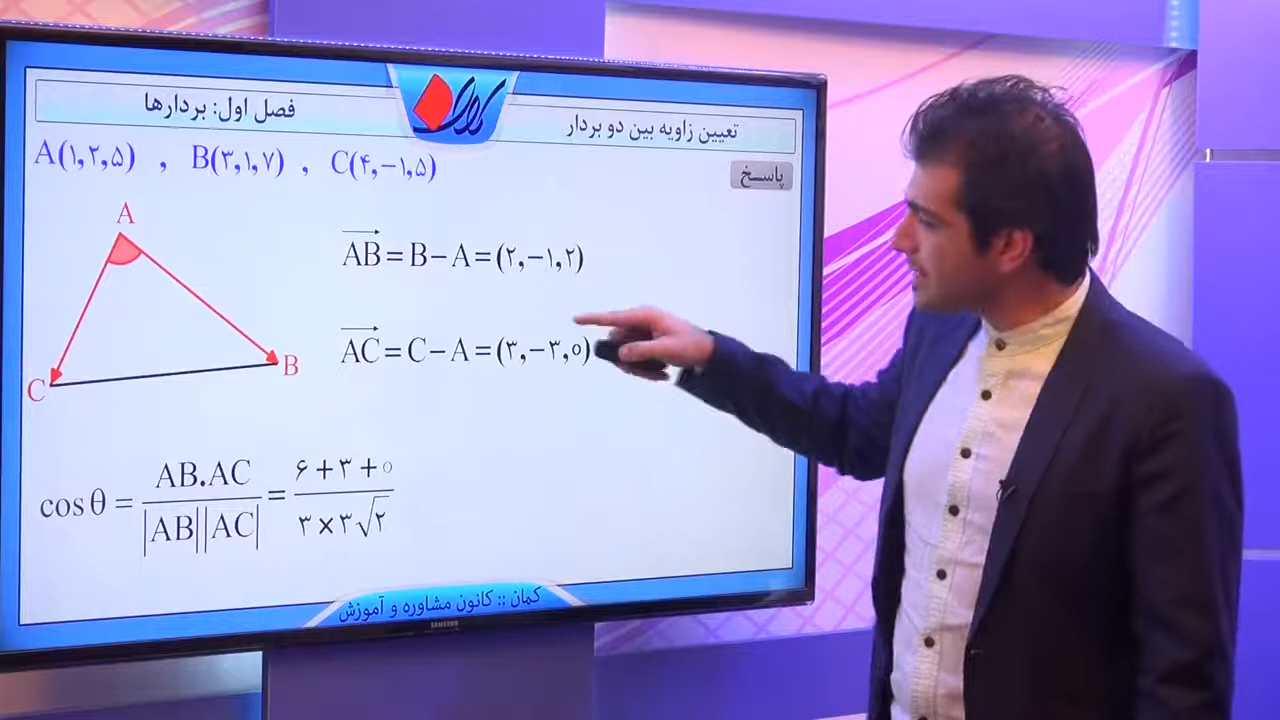 تعیین زاویه بین دو بردار
فصل اول: بردارها
کمان
A(۱,۲,۵) , B(۳,۱,۷) , C(۴,−۱,۵)
پاسخ
A
B
C
AB = B − A = (۲,−۱,۲)
AC = C − A = (۳,−۳,۰)
cos θ = AB.AC / |AB||AC| = ۶ + ۳ + ۰ / ۳ × ۳√۲
کمان :: کانون مشاوره و آموزش
SAMSUNG